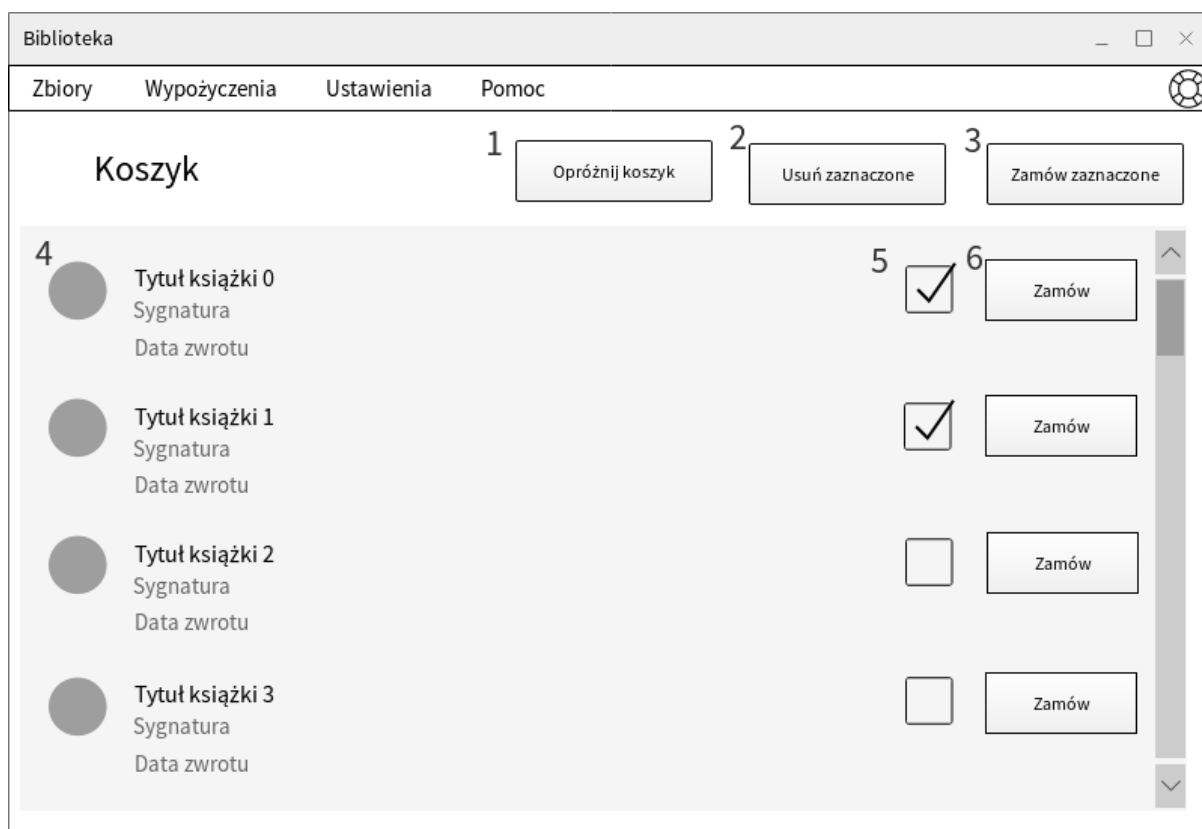 Biblioteka
Zbiory Wypożyczenia Ustawienia Pomoc
Koszyk 1 Opróżnij koszyk 2 Usuń zaznaczone 3 Zamów zaznaczone
4 Tytuł książki 0 5 6 Zamów
Sygnatura
Data zwrotu
Tytuł książki 1 Zamów
Sygnatura
Data zwrotu
Tytuł książki 2 Zamów
Sygnatura
Data zwrotu
Tytuł książki 3 Zamów
Sygnatura
Data zwrotu